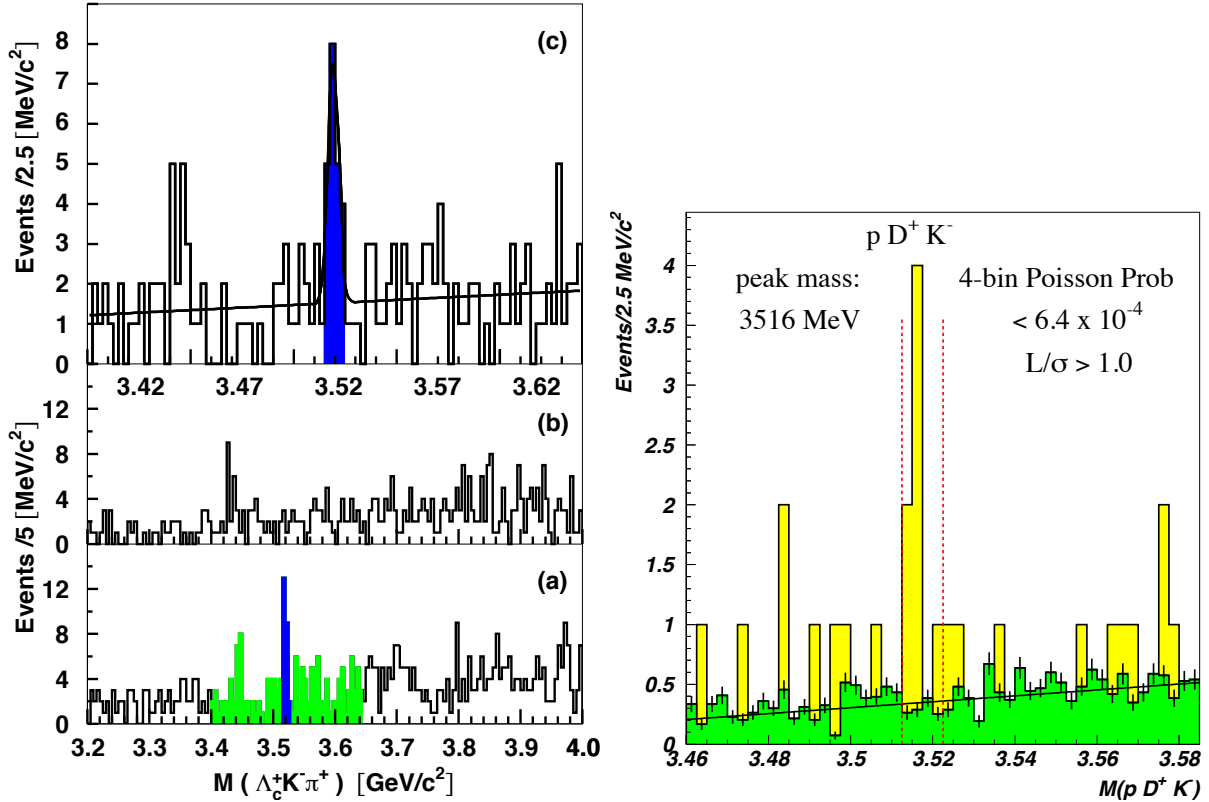 (c)
Events /2.5 [MeV/c²]
8
7
6
5
4
3
2
1
0
3.42 3.47 3.52 3.57 3.62
(b)
Events /5 [MeV/c²]
12
8
4
0
(a)
12
8
4
0
3.2 3.3 3.4 3.5 3.6 3.7 3.8 3.9 4.0
M ( Λc⁺K⁻π⁺ ) [GeV/c²]
Events/2.5 MeV/c²
p D⁺ K⁻
peak mass:
3516 MeV
4-bin Poisson Prob
< 6.4 x 10⁻⁴
L/σ > 1.0
4
3.5
3
2.5
2
1.5
1
0.5
0
3.46 3.48 3.5 3.52 3.54 3.56 3.58
M(p D⁺ K⁻)